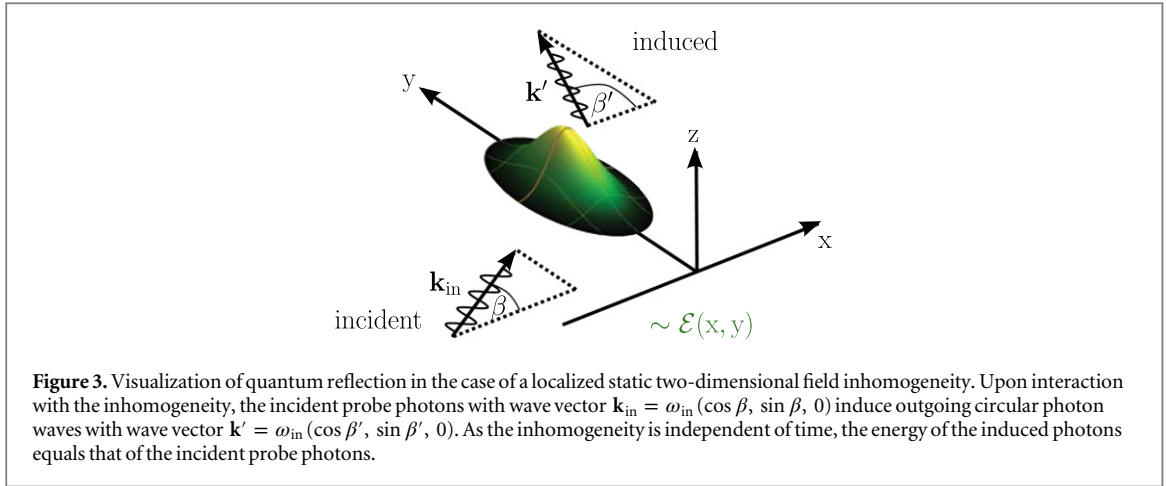 induced
y
k′
β′
z
x
k_in
β
incident
∼ ℰ(x, y)
Figure 3. Visualization of quantum reflection in the case of a localized static two-dimensional field inhomogeneity. Upon interaction
with the inhomogeneity, the incident probe photons with wave vector k_in = ω_in (cos β, sin β, 0) induce outgoing circular photon
waves with wave vector k′ = ω_in (cos β′, sin β′, 0). As the inhomogeneity is independent of time, the energy of the induced photons
equals that of the incident probe photons.